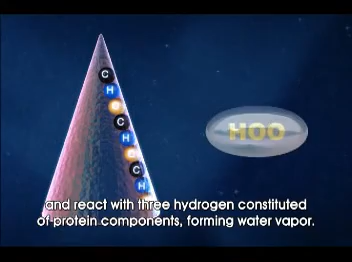 C
H
O
C
H
O
C
H
HOO
and react with three hydrogen constituted
of protein components, forming water vapor.